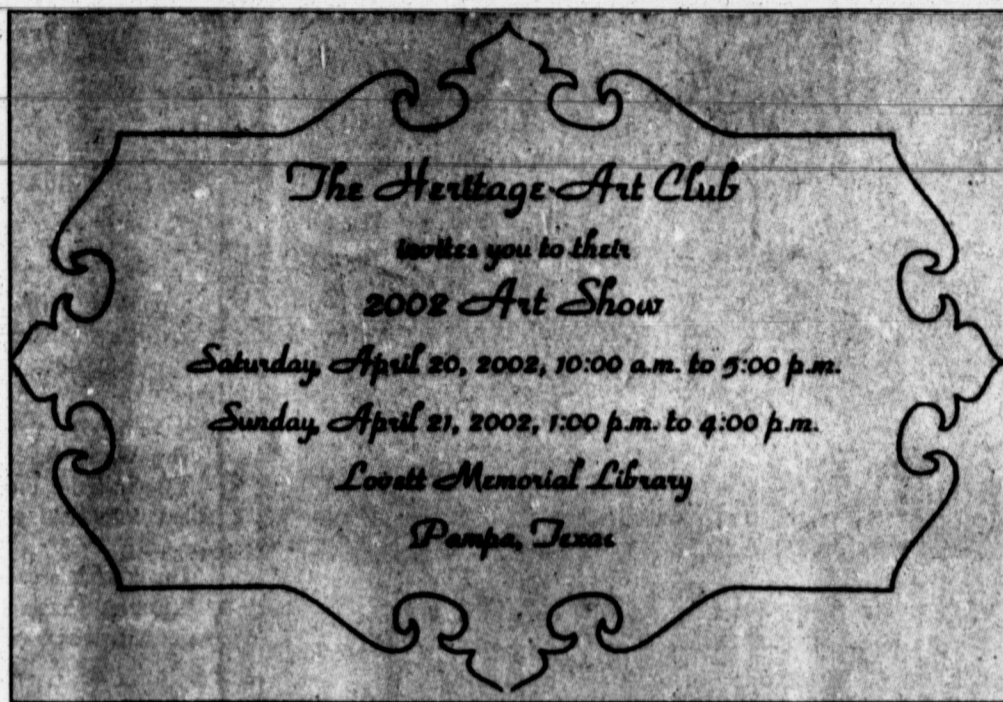 The Heritage Art Club
invites you to their
2002 Art Show
Saturday, April 20, 2002, 10:00 a.m. to 5:00 p.m.
Sunday, April 21, 2002, 1:00 p.m. to 4:00 p.m.
Lovett Memorial Library
Pampa, Texas